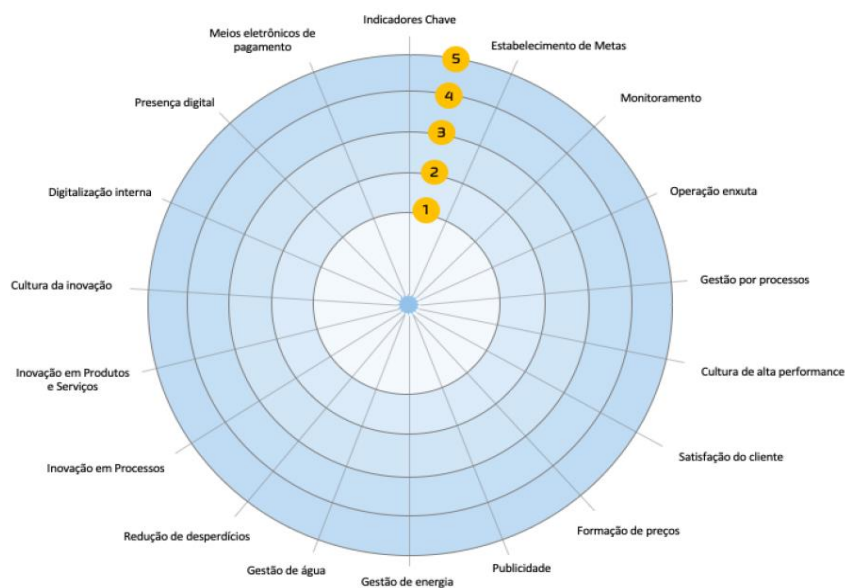 Indicadores Chave
Estabelecimento de Metas
Monitoramento
Operação enxuta
Gestão por processos
Cultura de alta performance
Satisfação do cliente
Formação de preços
Publicidade
Gestão de energia
Gestão de água
Redução de desperdícios
Inovação em Processos
Inovação em Produtos
e Serviços
Cultura da inovação
Digitalização interna
Presença digital
Meios eletrônicos de
pagamento
5
4
3
2
1